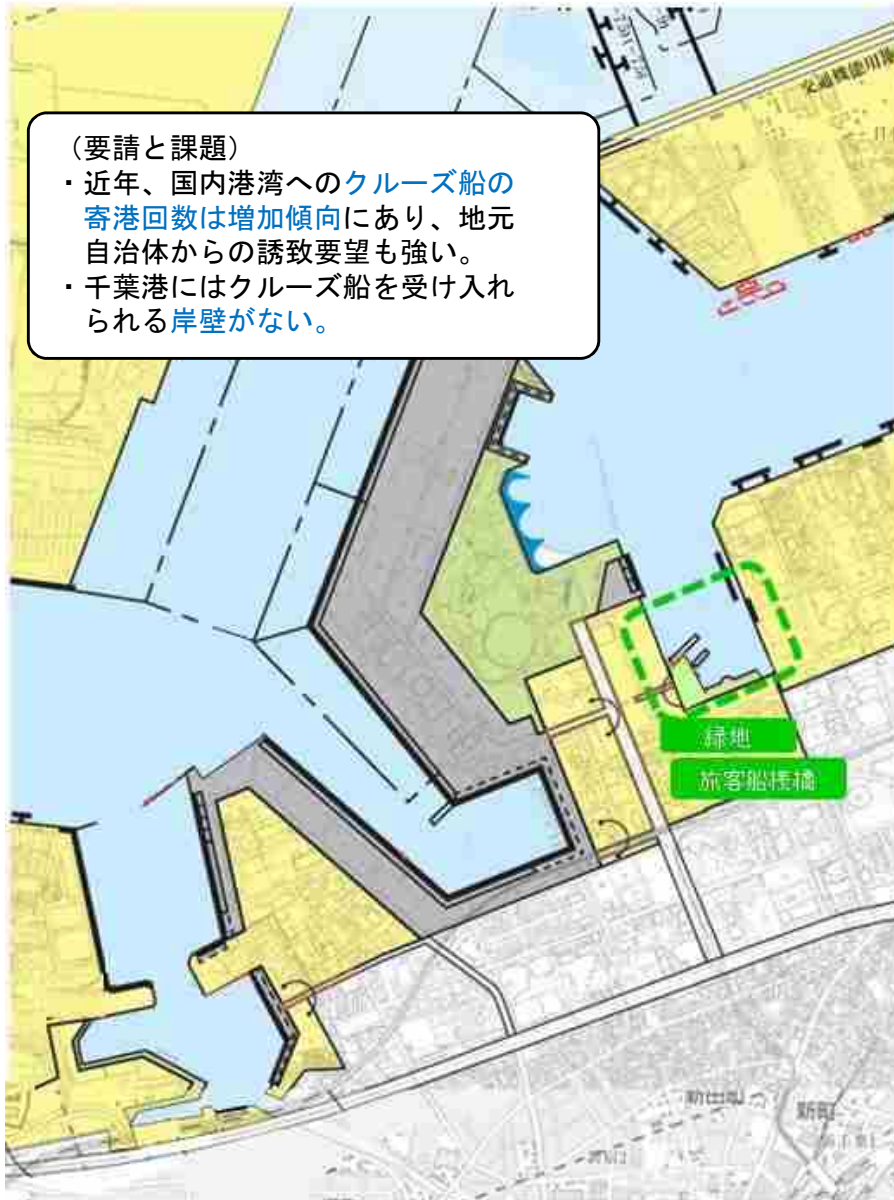 （要請と課題）
・近年、国内港湾へのクルーズ船の
寄港回数は増加傾向にあり、地元
自治体からの誘致要望も強い。
・千葉港にはクルーズ船を受け入れ
られる岸壁がない。
緑地
旅客船桟橋
新町